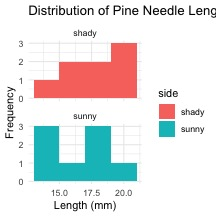 Distribution of Pine Needle Leng
shady
3
2
1
0
sunny
3
2
1
0
15.0 17.5 20.0
Length (mm)
Frequency
side
shady
sunny